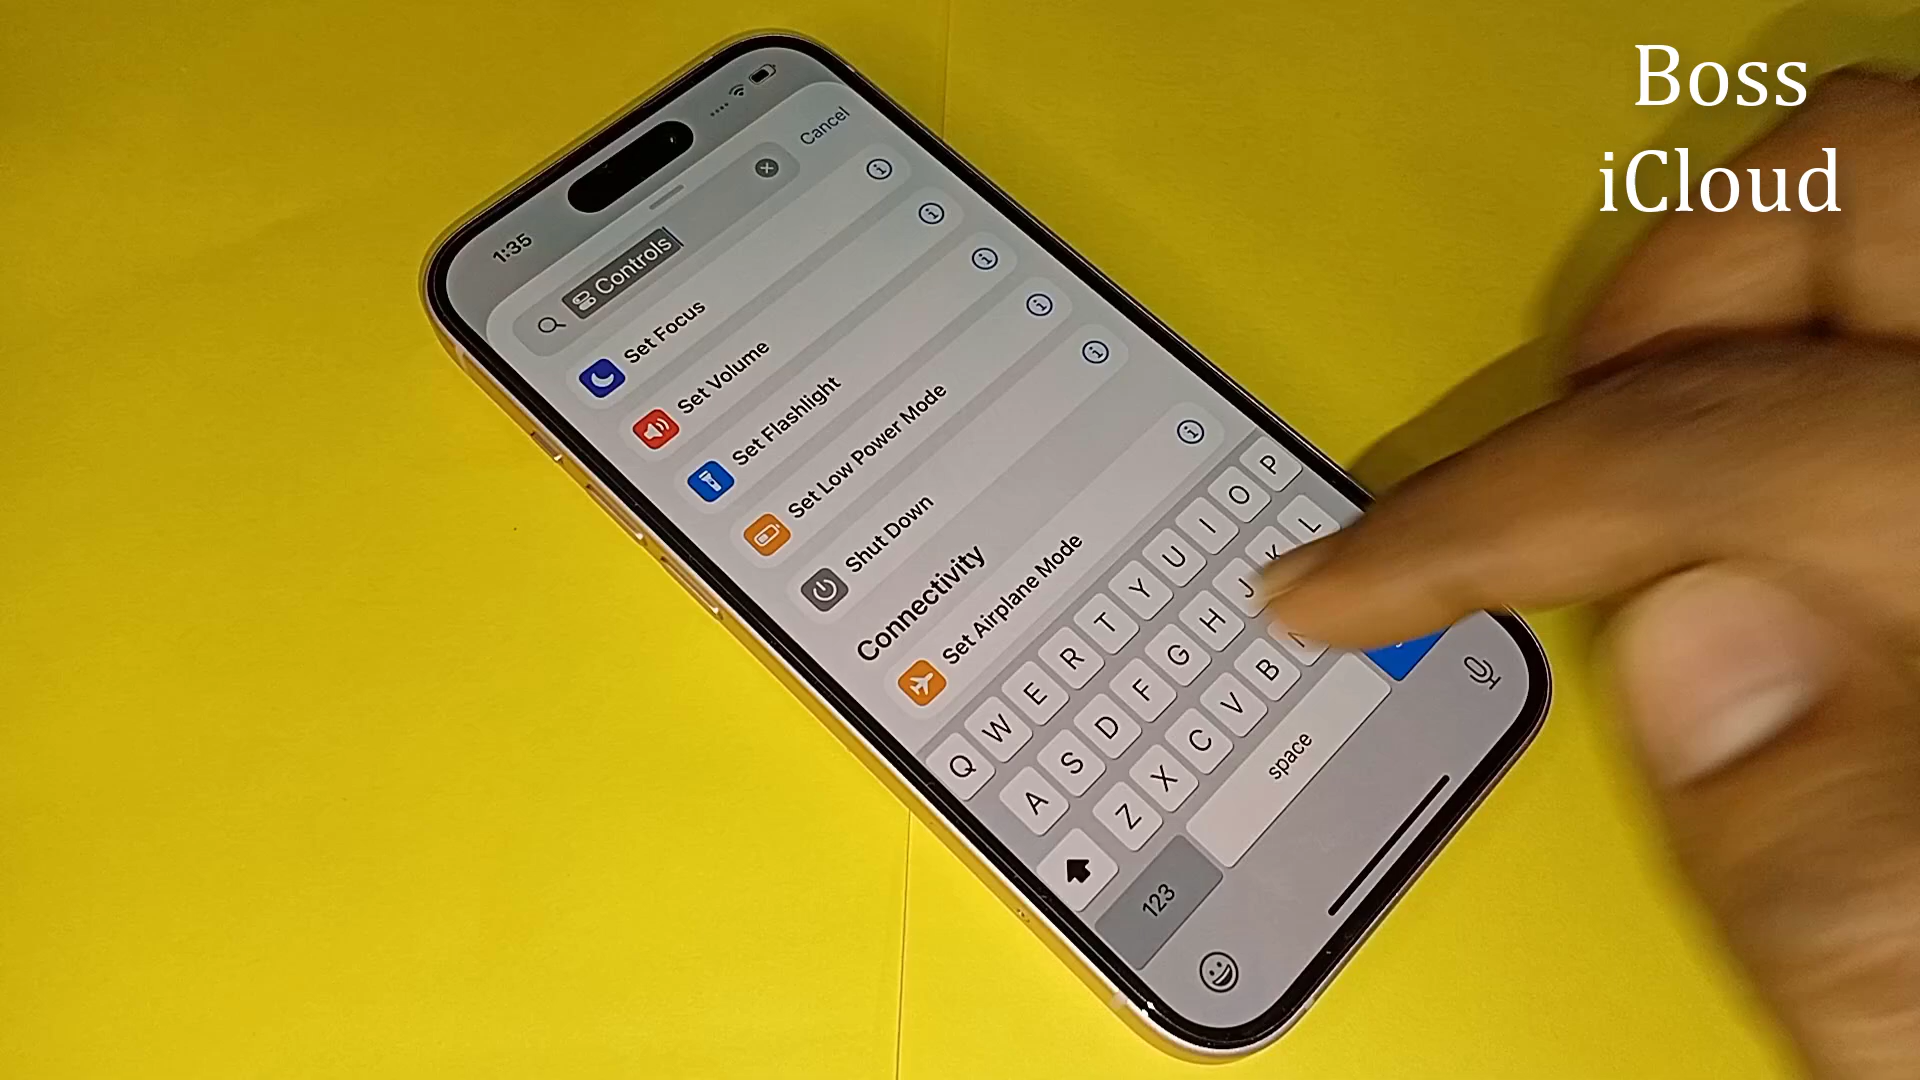 Boss
iCloud
1:35
Cancel
Controls
Set Focus
Set Volume
Set Flashlight
Set Low Power Mode
Shut Down
Connectivity
Set Airplane Mode
Q W E R T Y U I O P
A S D F G H J K L
Z X C V B N
123
space